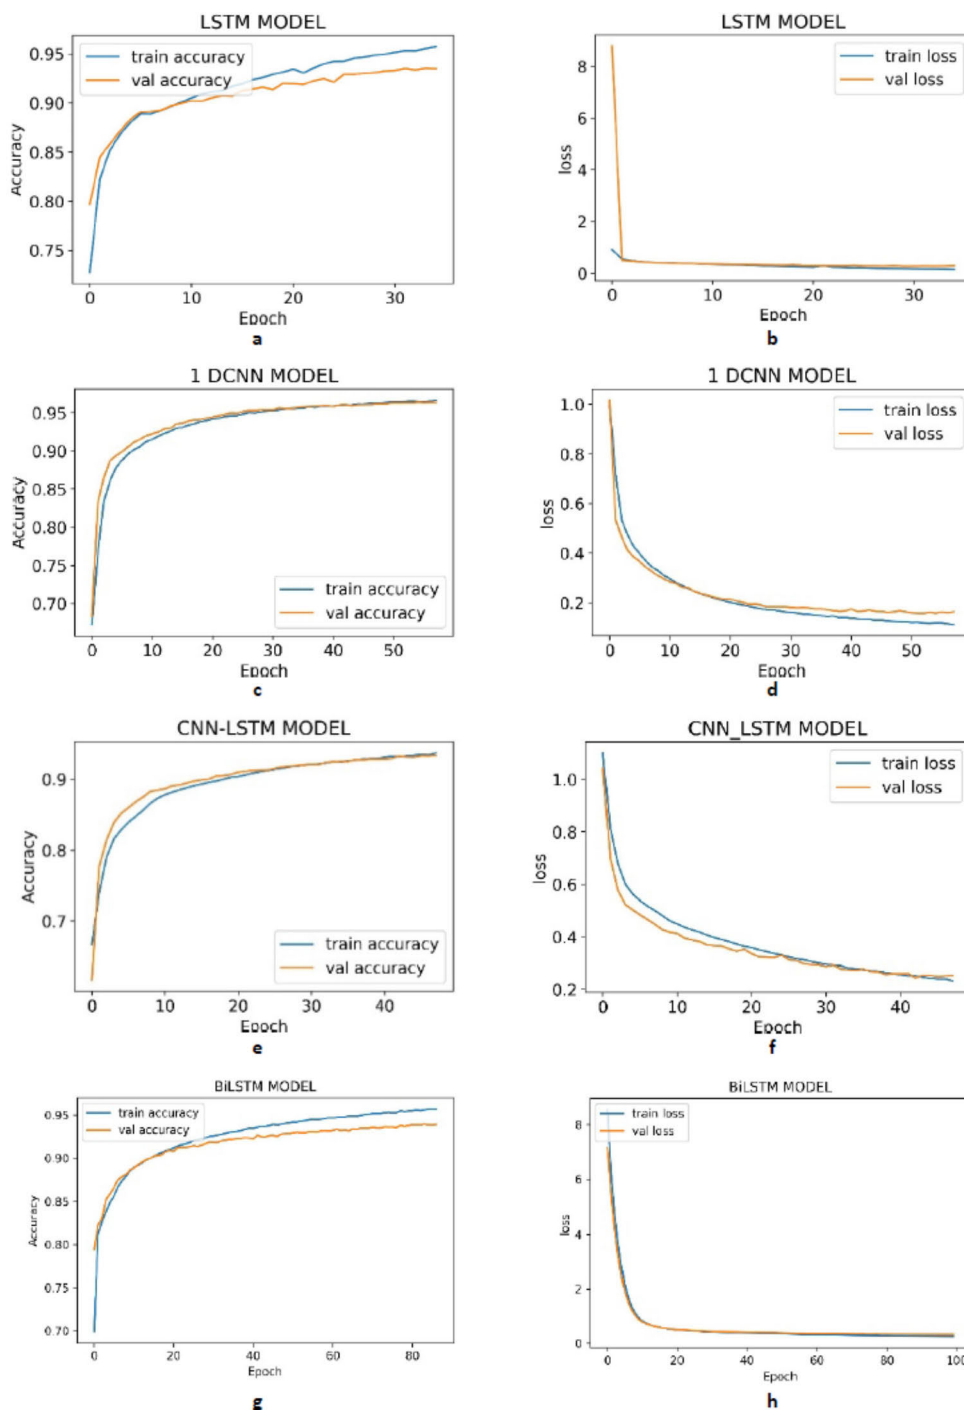 LSTM MODEL
train accuracy
val accuracy
0.95
0.90
0.85
0.80
0.75
Accuracy
0 10 20 30
Epoch
a
LSTM MODEL
train loss
val loss
8
6
4
2
0
loss
0 10 20 30
Epoch
b
1 DCNN MODEL
0.95
0.90
0.85
0.80
0.75
0.70
Accuracy
train accuracy
val accuracy
0 10 20 30 40 50
Epoch
c
1 DCNN MODEL
train loss
val loss
1.0
0.8
0.6
0.4
0.2
loss
0 10 20 30 40 50
Epoch
d
CNN-LSTM MODEL
0.9
0.8
0.7
Accuracy
train accuracy
val accuracy
0 10 20 30 40
Epoch
e
CNN_LSTM MODEL
train loss
val loss
1.0
0.8
0.6
0.4
0.2
loss
0 10 20 30 40
Epoch
f
BiLSTM MODEL
train accuracy
val accuracy
0.95
0.90
0.85
0.80
0.75
0.70
Accuracy
0 20 40 60 80
Epoch
g
BiLSTM MODEL
train loss
val loss
8
6
4
2
0
loss
0 20 40 60 80 100
Epoch
h